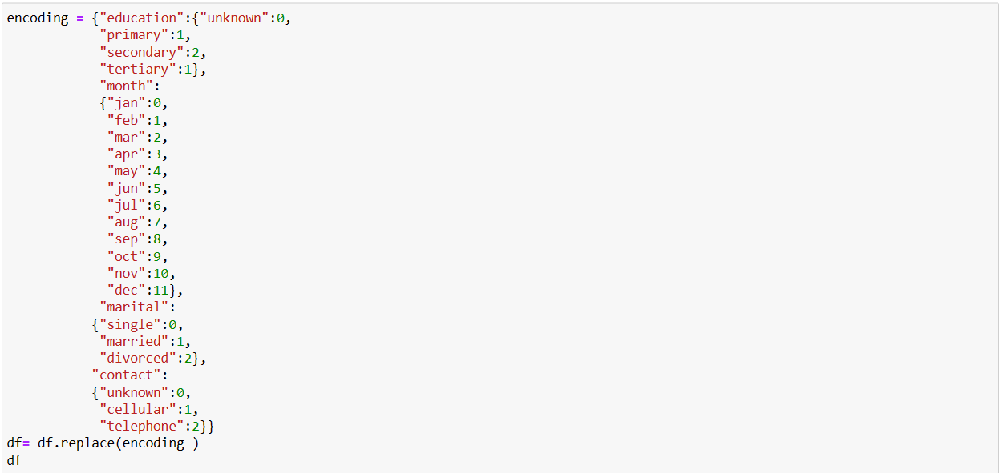 encoding = {"education":{"unknown":0,
            "primary":1,
            "secondary":2,
            "tertiary":1},
            "month":
            {"jan":0,
             "feb":1,
             "mar":2,
             "apr":3,
             "may":4,
             "jun":5,
             "jul":6,
             "aug":7,
             "sep":8,
             "oct":9,
             "nov":10,
             "dec":11},
            "marital":
           {"single":0,
            "married":1,
            "divorced":2},
           "contact":
           {"unknown":0,
            "cellular":1,
            "telephone":2}}
df= df.replace(encoding )
df